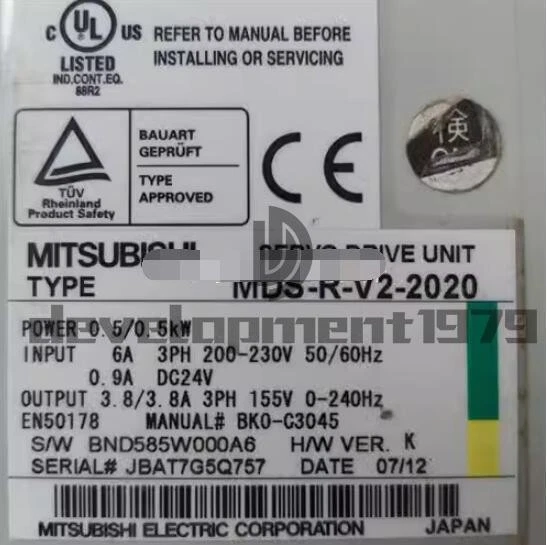 C UL US
LISTED
IND.CONT.EQ.
88R2
REFER TO MANUAL BEFORE
INSTALLING OR SERVICING
TÜV
Rheinland
Product Safety
BAUART
GEPRÜFT
TYPE
APPROVED
CE
検
MITSUBISHI SERVO DRIVE UNIT
TYPE MDS-R-V2-2020
development1979
POWER 0.5/0.5kW
INPUT 6A 3PH 200-230V 50/60Hz
0.9A DC24V
OUTPUT 3.8/3.8A 3PH 155V 0-240Hz
EN50178 MANUAL# BKO-C3045
S/W BND585W000A6 H/W VER. K
SERIAL# JBAT7G5Q757 DATE 07/12
MITSUBISHI ELECTRIC CORPORATION JAPAN